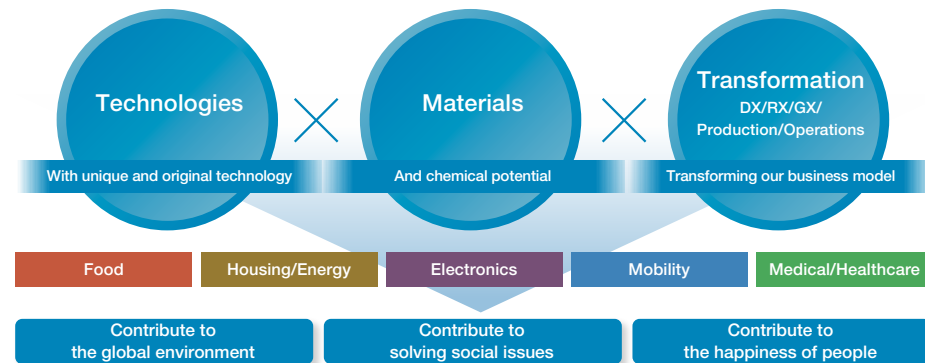 Technologies
Materials
Transformation
DX/RX/GX/
Production/Operations
With unique and original technology
And chemical potential
Transforming our business model
Food
Housing/Energy
Electronics
Mobility
Medical/Healthcare
Contribute to
the global environment
Contribute to
solving social issues
Contribute to
the happiness of people